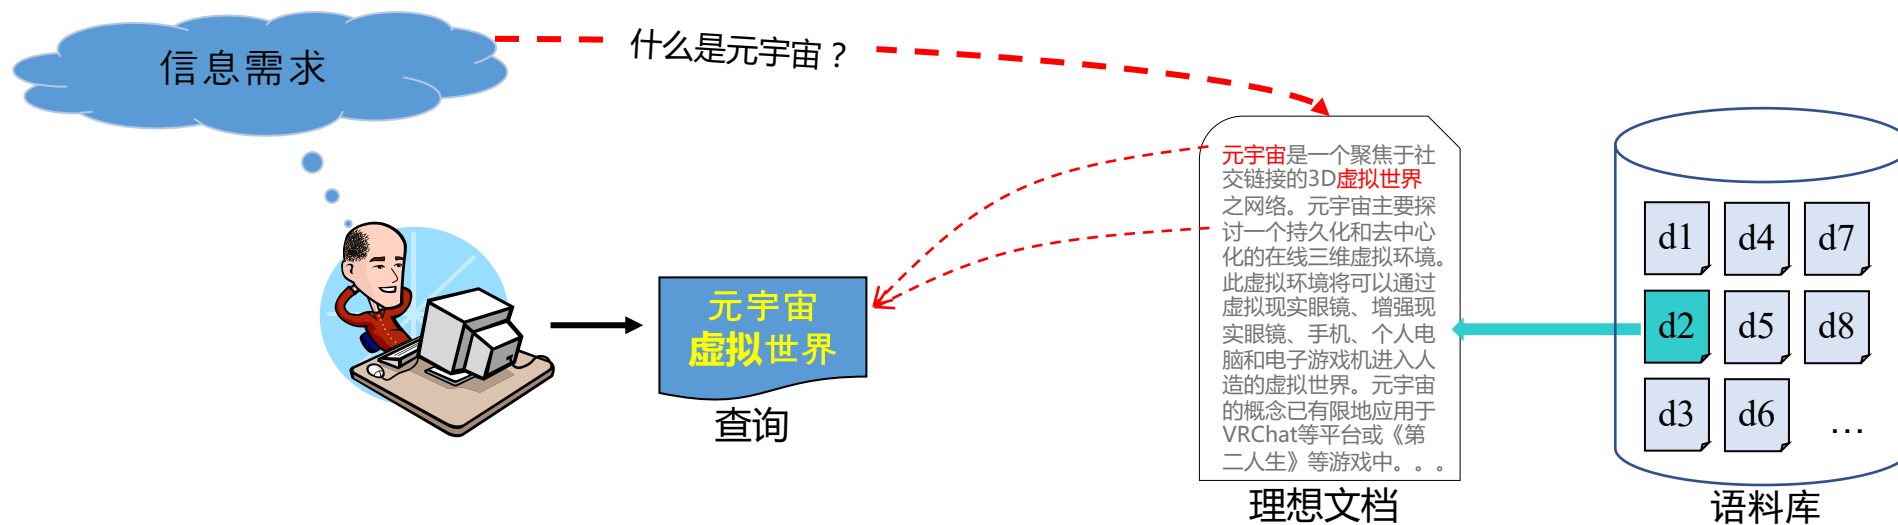 信息需求
什么是元宇宙？
元宇宙
虚拟世界
查询
元宇宙是一个聚焦于社
交链接的3D虚拟世界
之网络。元宇宙主要探
讨一个持久化和去中心
化的在线三维虚拟环境。
此虚拟环境将可以通过
虚拟现实眼镜、增强现
实眼镜、手机、个人电
脑和电子游戏机进入人
造的虚拟世界。元宇宙
的概念已有限地应用于
VRChat等平台或《第
二人生》等游戏中。。。
理想文档
d1 d4 d7
d2 d5 d8
d3 d6 …
语料库